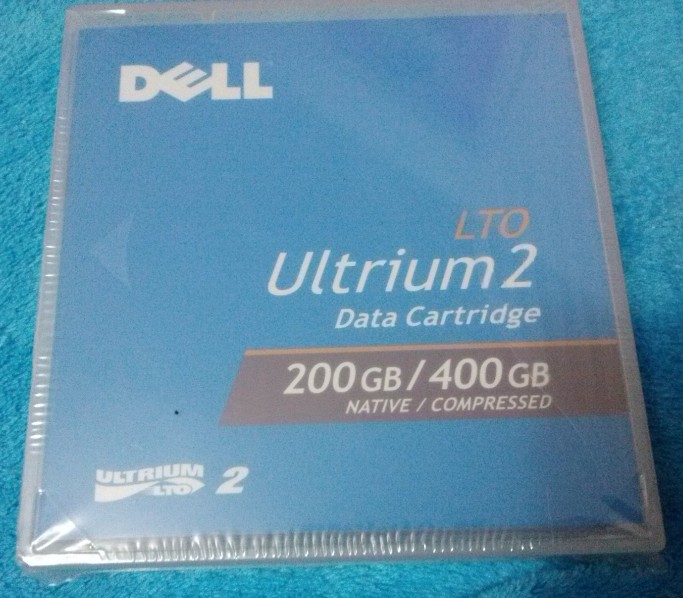 DELL
LTO
Ultrium 2
Data Cartridge
200 GB / 400 GB
NATIVE / COMPRESSED
ULTRIUM
LTO
2